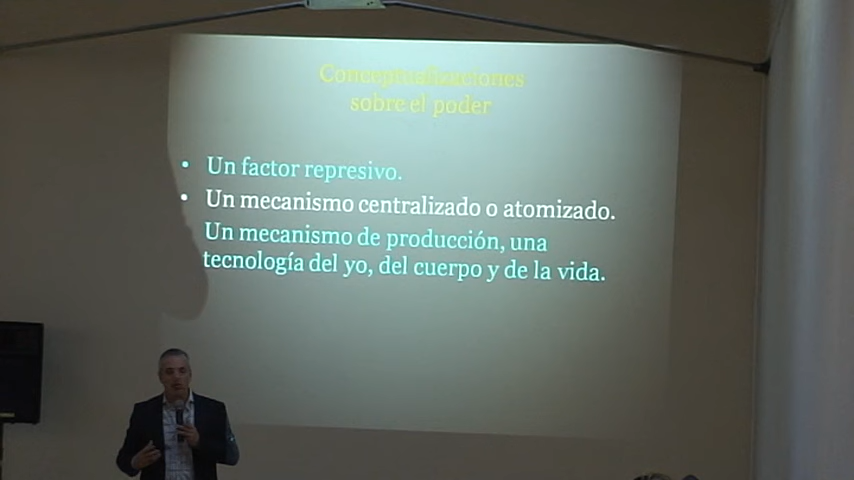 Conceptualizaciones
sobre el poder
• Un factor represivo.
• Un mecanismo centralizado o atomizado.
Un mecanismo de producción, una
tecnología del yo, del cuerpo y de la vida.